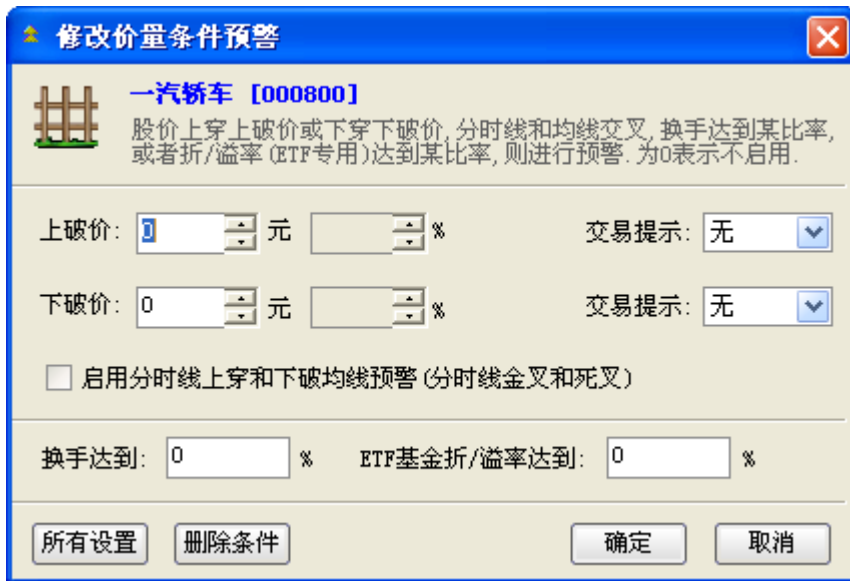 修改价量条件预警
一汽轿车 [000800]
股价上穿上破价或下穿下破价, 分时线和均线交叉, 换手达到某比率,
或者折/溢率(ETF专用)达到某比率, 则进行预警. 为0表示不启用.
上破价: 0 元 % 交易提示: 无
下破价: 0 元 % 交易提示: 无
启用分时线上穿和下破均线预警(分时线金叉和死叉)
换手达到: 0 % ETF基金折/溢率达到: 0 %
所有设置 删除条件 确定 取消